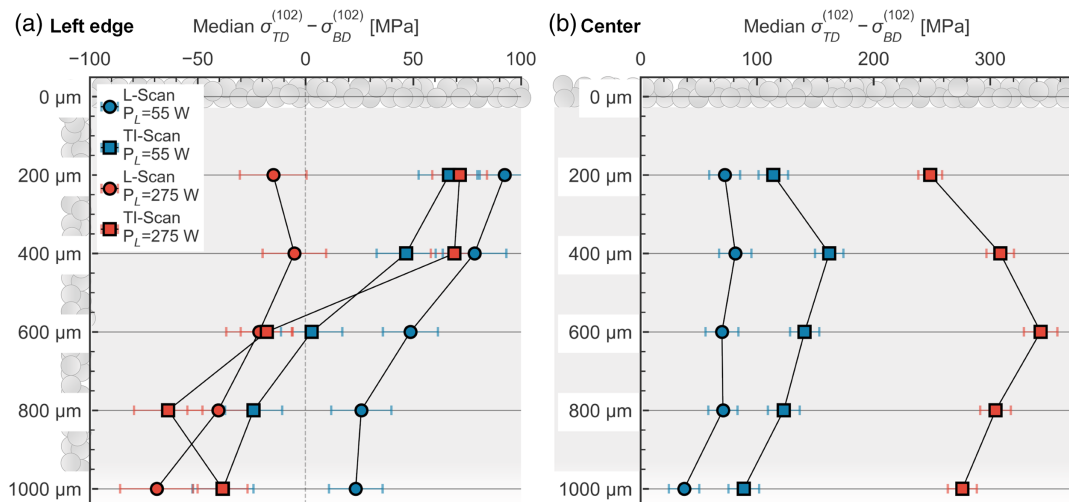 (a) Left edge
Median σ_TD^(102) − σ_BD^(102) [MPa]
−100 −50 0 50 100
0 µm
200 µm
400 µm
600 µm
800 µm
1000 µm
L-Scan
P_L=55 W
TI-Scan
P_L=55 W
L-Scan
P_L=275 W
TI-Scan
P_L=275 W
(b) Center
Median σ_TD^(102) − σ_BD^(102) [MPa]
0 100 200 300
0 µm
200 µm
400 µm
600 µm
800 µm
1000 µm